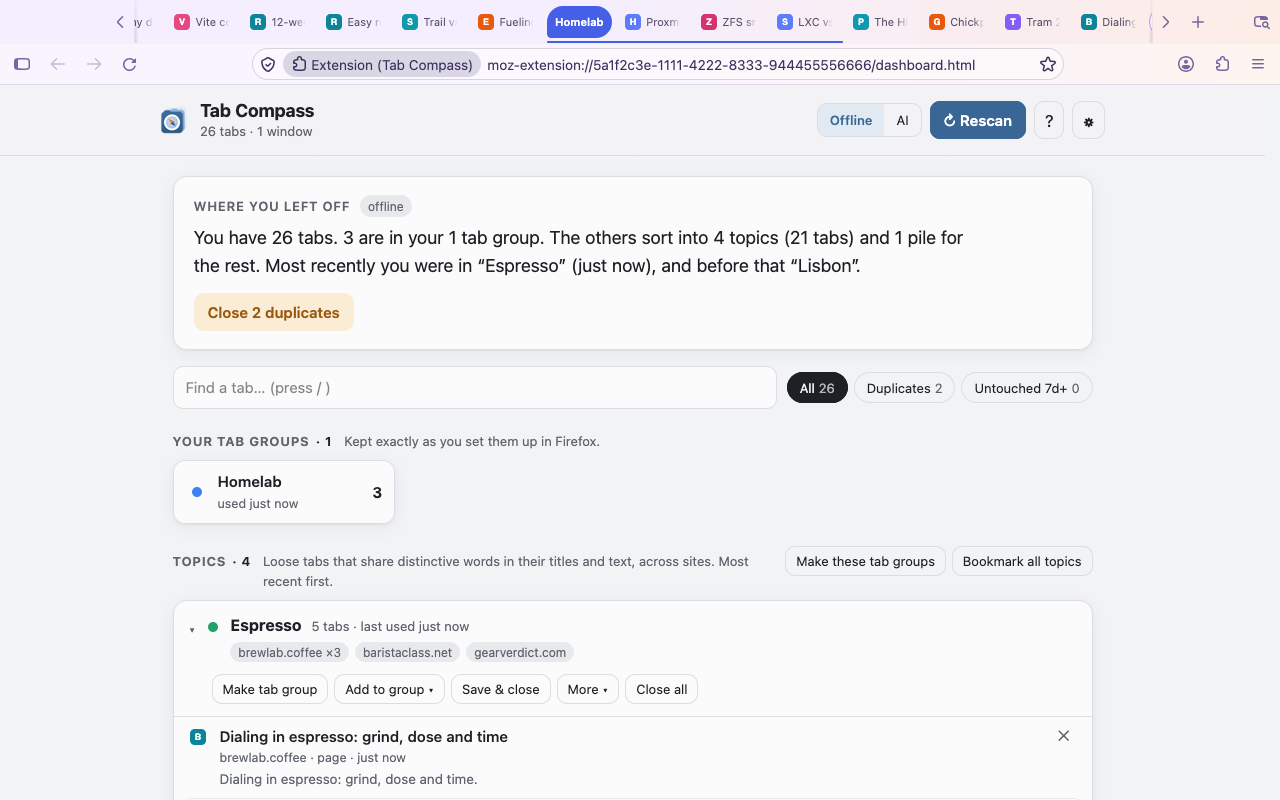 Vite
12-we
Easy
Trail
Fuelin
Homelab
Proxm
ZFS
LXC
The
Chick
Tram
Dialing
Extension (Tab Compass)
moz-extension://5a1f2c3e-1111-4222-8333-944455556666/dashboard.html
Tab Compass
26 tabs · 1 window
Offline
AI
↻ Rescan
?
WHERE YOU LEFT OFF
offline
You have 26 tabs. 3 are in your 1 tab group. The others sort into 4 topics (21 tabs) and 1 pile for
the rest. Most recently you were in “Espresso” (just now), and before that “Lisbon”.
Close 2 duplicates
Find a tab… (press / )
All 26
Duplicates 2
Untouched 7d+ 0
YOUR TAB GROUPS · 1
Kept exactly as you set them up in Firefox.
Homelab
used just now
3
TOPICS · 4
Loose tabs that share distinctive words in their titles and text, across sites. Most
recent first.
Make these tab groups
Bookmark all topics
Espresso
5 tabs · last used just now
brewlab.coffee ×3
baristaclass.net
gearverdict.com
Make tab group
Add to group ▾
Save & close
More ▾
Close all
B
Dialing in espresso: grind, dose and time
brewlab.coffee · page · just now
Dialing in espresso: grind, dose and time.